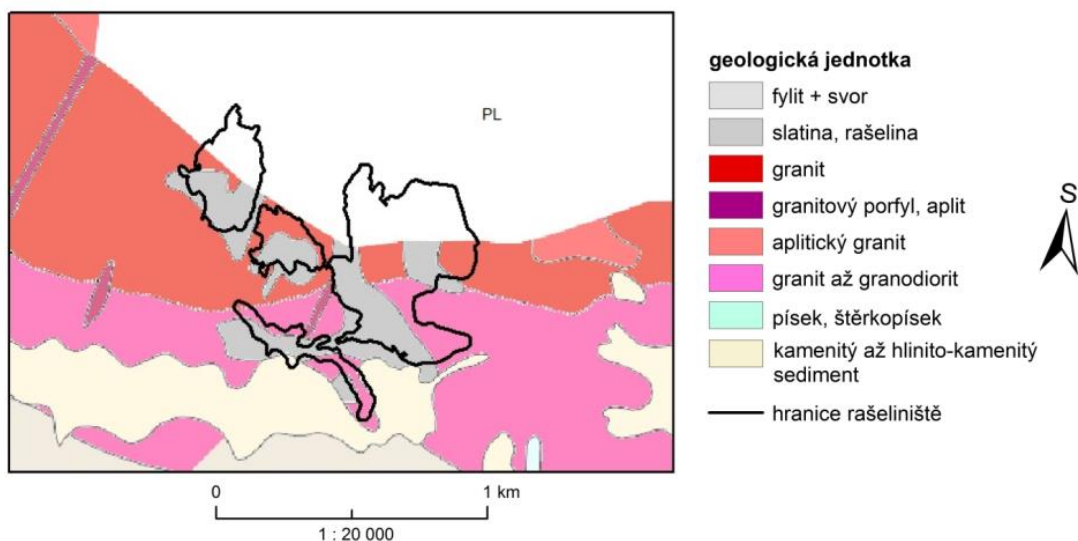 PL
geologická jednotka
fylit + svor
slatina, rašelina
granit
granitový porfyl, aplit
aplitický granit
granit až granodiorit
písek, štěrkopísek
kamenitý až hlinito-kamenitý
sediment
hranice rašeliniště
S
0 1 km
1 : 20 000